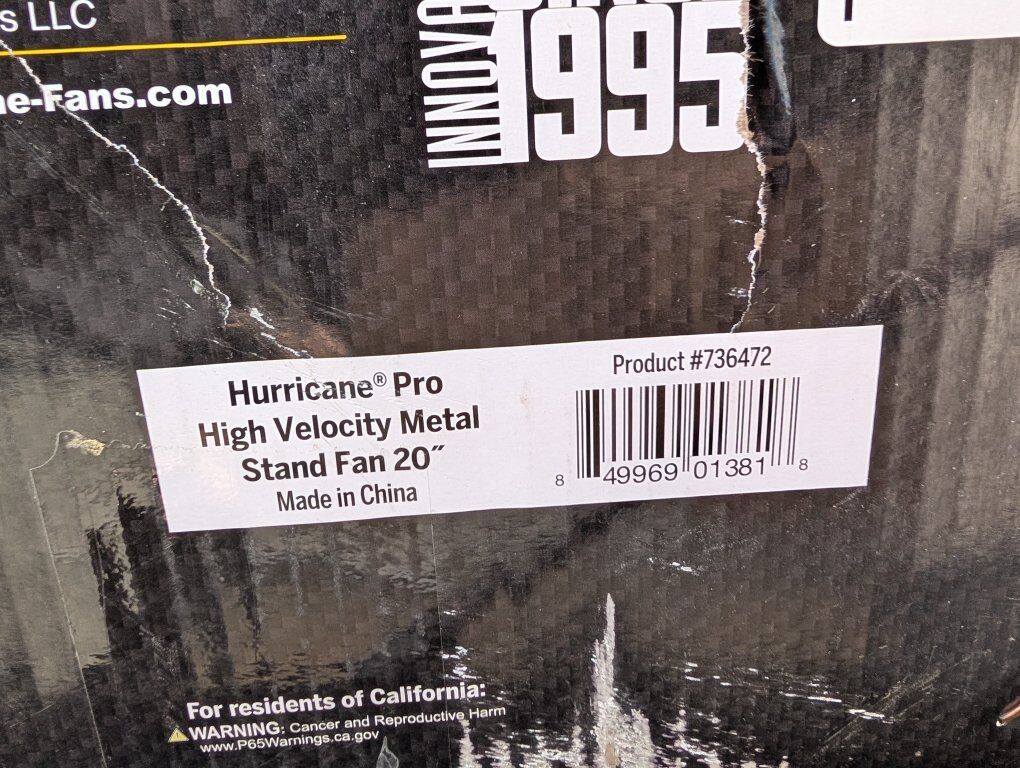 s LLC
e-Fans.com
INNOVA
1995
Hurricane® Pro
High Velocity Metal
Stand Fan 20″
Made in China
Product #736472
8 49969 01381 8
For residents of California:
WARNING: Cancer and Reproductive Harm
www.P65Warnings.ca.gov